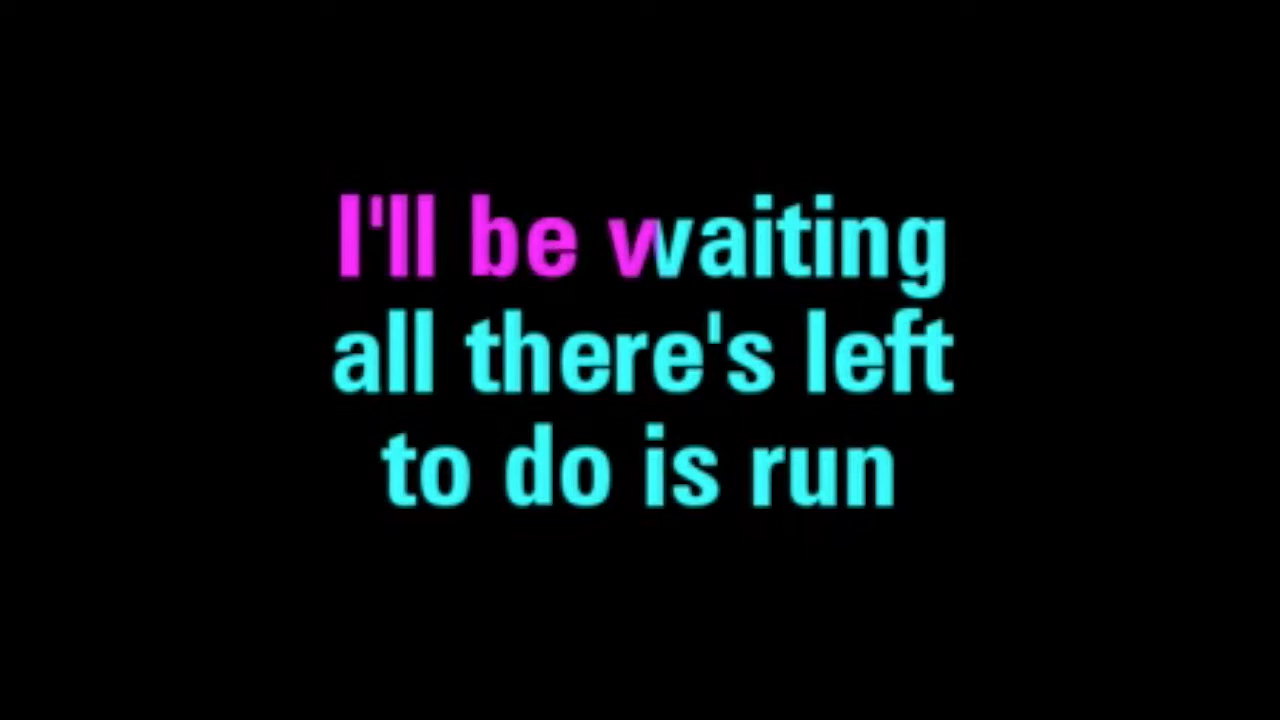 I'll be waiting
all there's left
to do is run